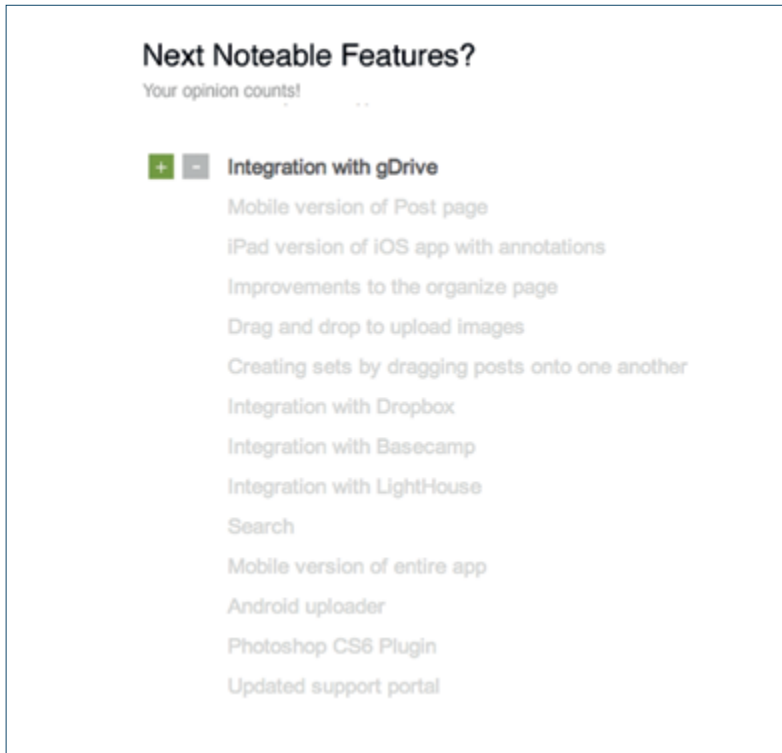 Next Noteable Features?
Your opinion counts!
+ - Integration with gDrive
Mobile version of Post page
iPad version of iOS app with annotations
Improvements to the organize page
Drag and drop to upload images
Creating sets by dragging posts onto one another
Integration with Dropbox
Integration with Basecamp
Integration with LightHouse
Search
Mobile version of entire app
Android uploader
Photoshop CS6 Plugin
Updated support portal